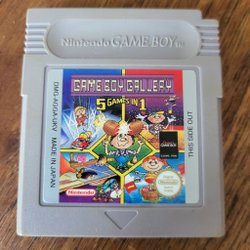 Nintendo GAME BOY
GAME BOY GALLERY
5 GAMES IN 1
DMG-AGGA-UKV
MADE IN JAPAN
THIS SIDE OUT
Nintendo